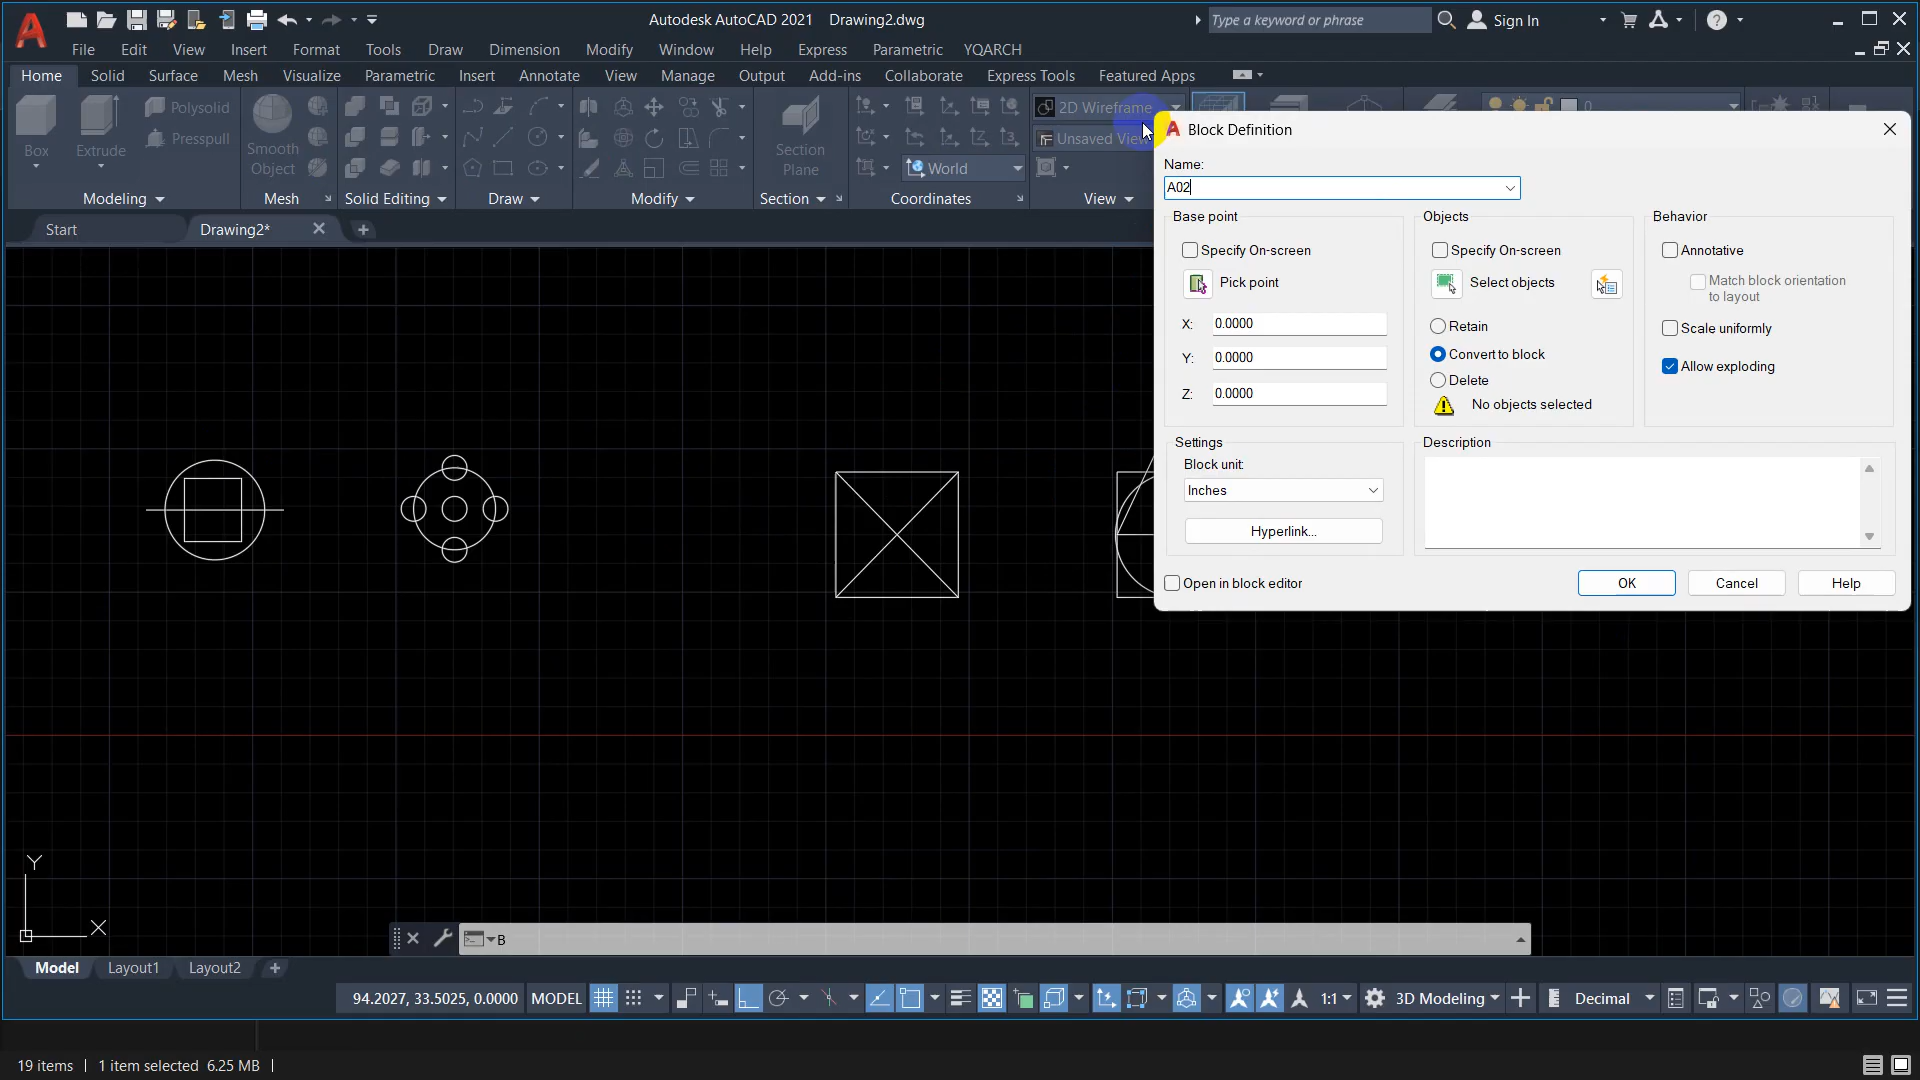 Autodesk AutoCAD 2021 Drawing2.dwg
Type a keyword or phrase
Sign In
File Edit View Insert Format Tools Draw Dimension Modify Window Help Express Parametric YQARCH
Home Solid Surface Mesh Visualize Parametric Insert Annotate View Manage Output Add-ins Collaborate Express Tools Featured Apps
Box
Extrude
Polysolid
Presspull
Smooth
Object
Section
Plane
2D Wireframe
Unsaved View
World
0
Modeling Mesh Solid Editing Draw Modify Section Coordinates View
Start Drawing2*
Block Definition
Name:
A02
Base point
Specify On-screen
Pick point
X: 0.0000
Y: 0.0000
Z: 0.0000
Objects
Specify On-screen
Select objects
Retain
Convert to block
Delete
No objects selected
Behavior
Annotative
Match block orientation
to layout
Scale uniformly
Allow exploding
Settings
Block unit:
Inches
Hyperlink...
Description
Open in block editor
OK Cancel Help
Y
X
B
Model Layout1 Layout2
94.2027, 33.5025, 0.0000 MODEL 1:1 3D Modeling Decimal
19 items 1 item selected 6.25 MB